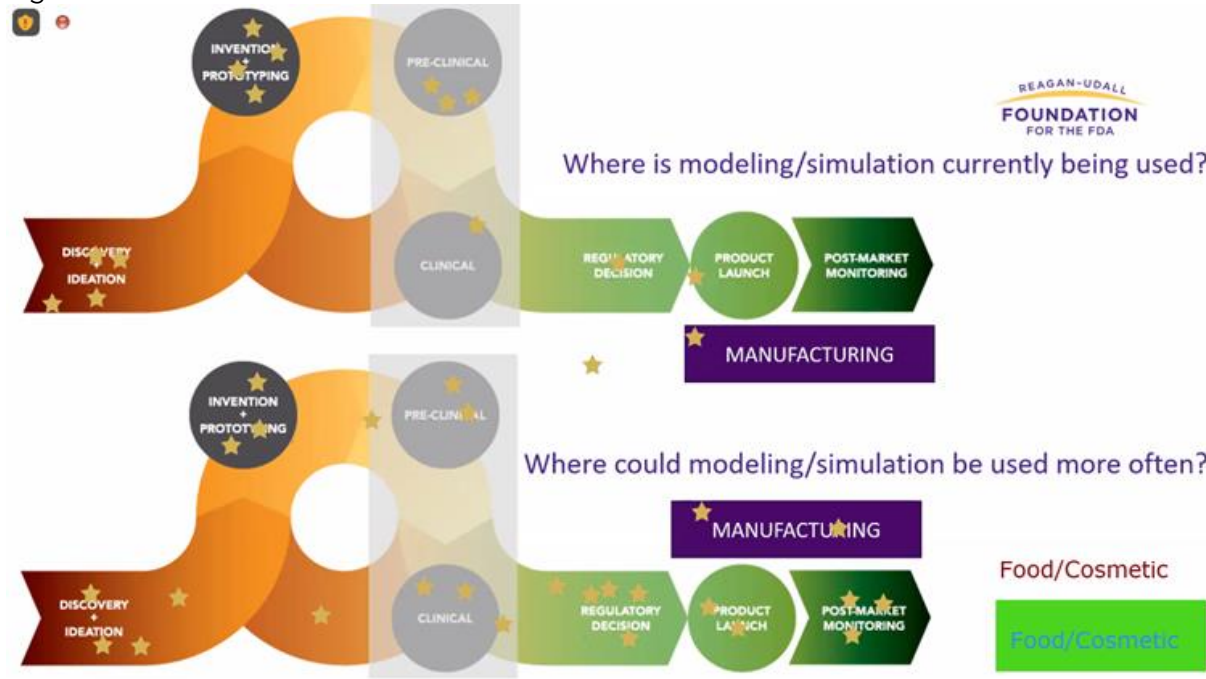 INVENTION
+
PROTOTYPING
PRE-CLINICAL
REAGAN-UDALL
FOUNDATION
FOR THE FDA
Where is modeling/simulation currently being used?
DISCOVERY
+
IDEATION
CLINICAL
REGULATORY
DECISION
PRODUCT
LAUNCH
POST-MARKET
MONITORING
MANUFACTURING
INVENTION
+
PROTOTYPING
PRE-CLINICAL
Where could modeling/simulation be used more often?
MANUFACTURING
Food/Cosmetic
DISCOVERY
+
IDEATION
CLINICAL
REGULATORY
DECISION
PRODUCT
LAUNCH
POST-MARKET
MONITORING
Food/Cosmetic